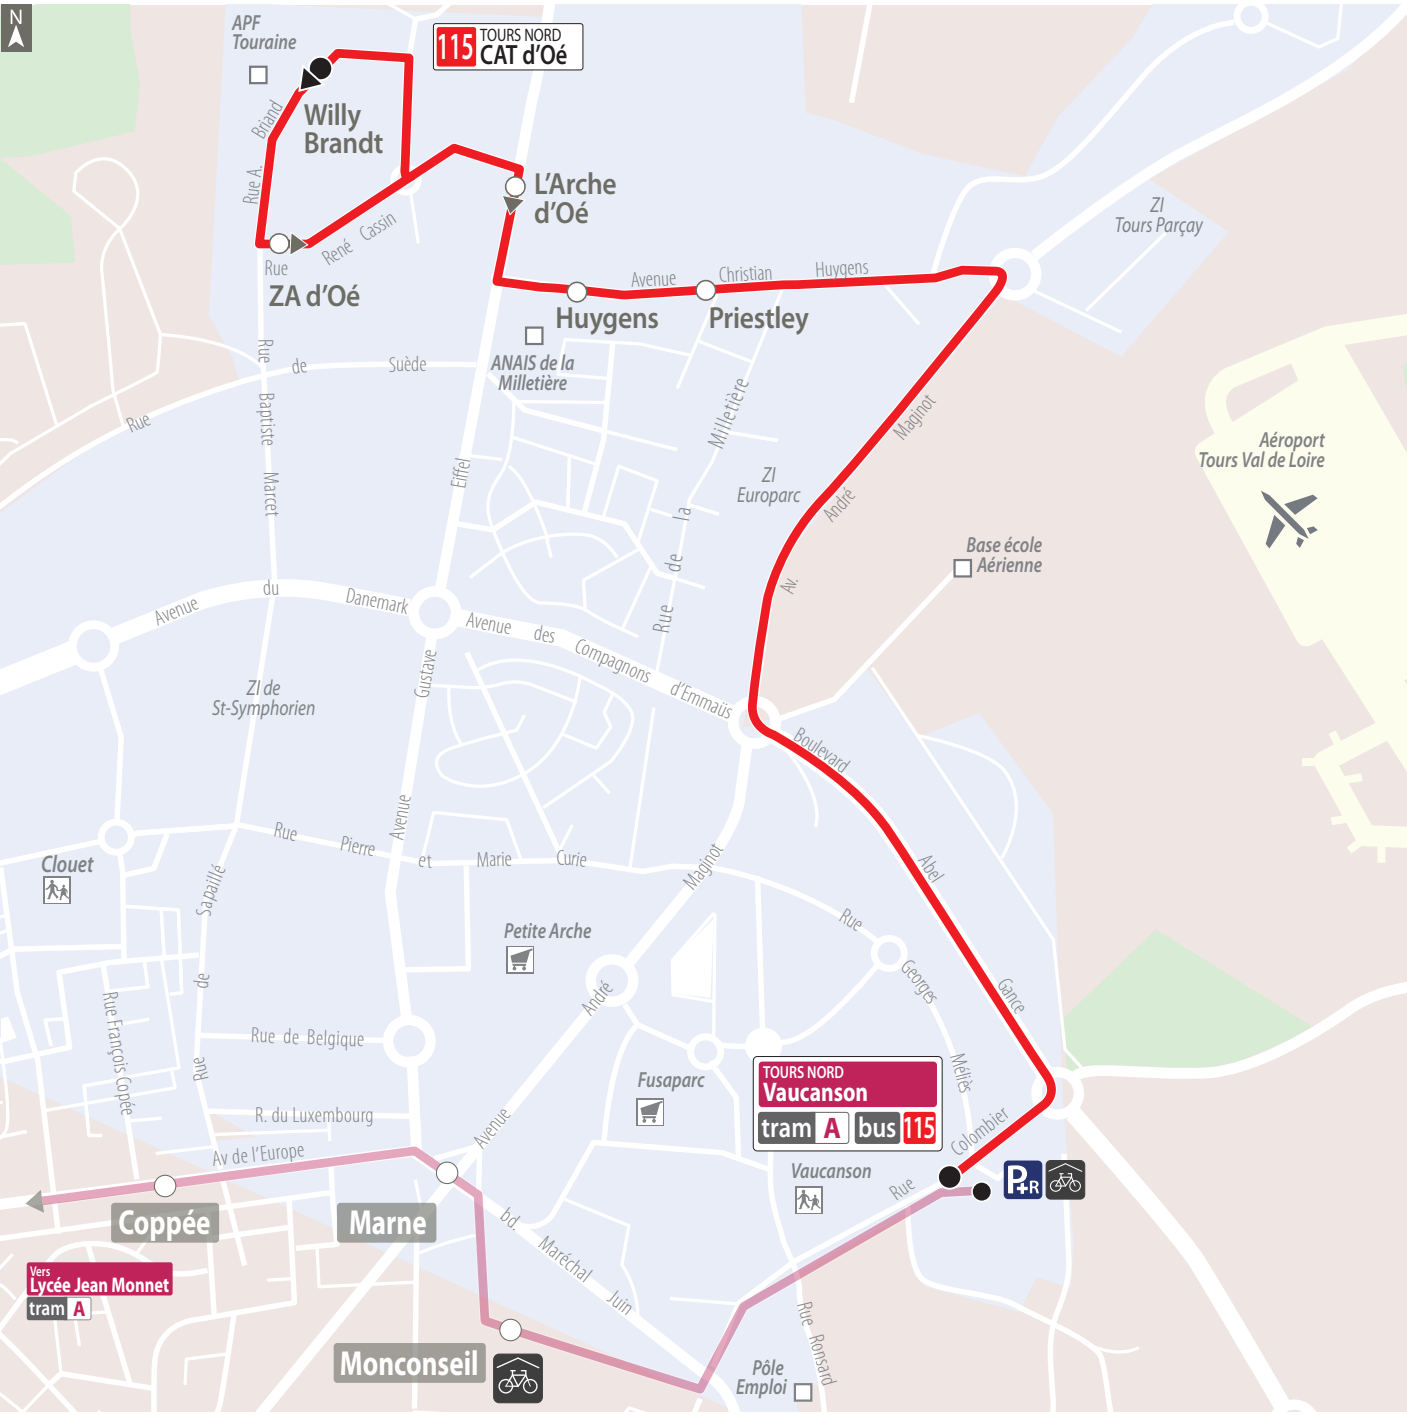 N
APF
Touraine
115 TOURS NORD
CAT d'Oé
Willy
Brandt
Briand
Rue A.
L'Arche
d'Oé
René Cassin
Rue
ZA d'Oé
ZI
Tours Parçay
Avenue Christian Huygens
Huygens
Priestley
ANAIS de la
Milletière
Rue de Suède
Rue Baptiste Marcet
Milletière
Rue de la
Maginot
André
Av.
ZI
Europarc
Aéroport
Tours Val de Loire
Base école
Aérienne
Eiffel
Gustave
Avenue
Avenue du Danemark
Avenue des Compagnons d'Emmaüs
ZI de
St-Symphorien
Boulevard Abel Gance
Rue Pierre et Marie Curie
Clouet
Rue de Sapaillé
Maginot
André
Avenue
Petite Arche
Rue Georges Méliès
Rue François Copée
Rue de Belgique
R. du Luxembourg
Fusaparc
TOURS NORD
Vaucanson
tram A bus 115
Rue Colombier
Vaucanson
P+R
Av de l'Europe
Coppée
Marne
bd. Maréchal Juin
Vers
Lycée Jean Monnet
tram A
Monconseil
Rue Ronsard
Pôle
Emploi